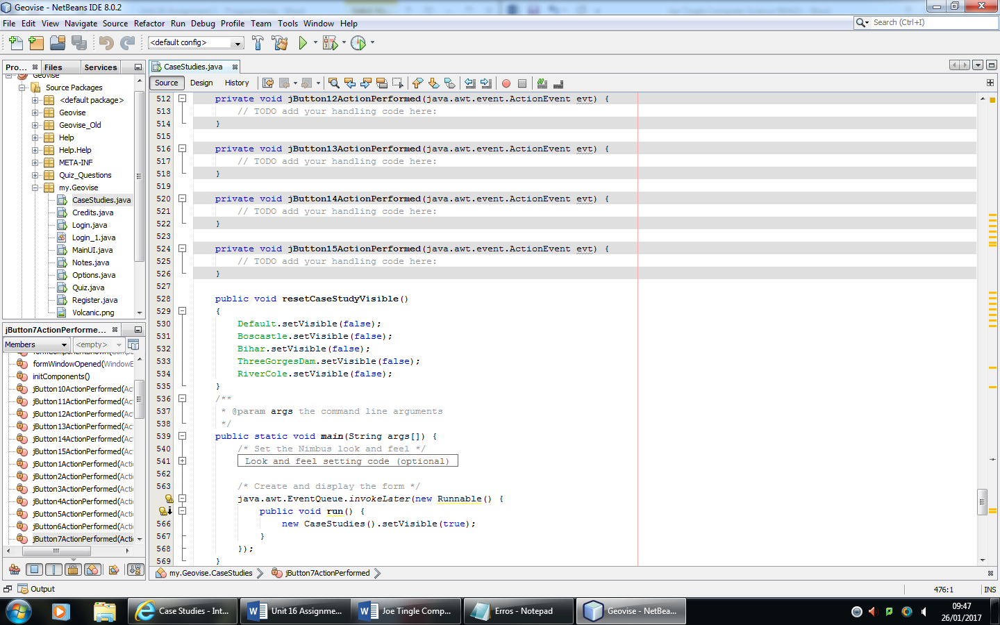 Geovise - NetBeans IDE 8.0.2
File Edit View Navigate Source Refactor Run Debug Profile Team Tools Window Help
Search (Ctrl+I)
<default config>
Pro... Files Services
CaseStudies.java
Source Design History
Geovise
Source Packages
<default package>
Geovise
Geovise_Old
Help
Help.Help
META-INF
Quiz_Questions
my.Geovise
CaseStudies.java
Credits.java
Login.java
Login_1.java
MainUI.java
Notes.java
Options.java
Quiz.java
Register.java
Volcanic.png
jButton7ActionPerforme...
Members <empty>
formWindowOpened(WindowE
initComponents()
jButton10ActionPerformed(Ac
jButton11ActionPerformed(Ac
jButton12ActionPerformed(Ac
jButton13ActionPerformed(Ac
jButton14ActionPerformed(Ac
jButton15ActionPerformed(Ac
jButton1ActionPerformed(Acti
jButton2ActionPerformed(Acti
jButton3ActionPerformed(Acti
jButton4ActionPerformed(Acti
jButton5ActionPerformed(Acti
jButton6ActionPerformed(Acti
jButton7ActionPerformed(Acti
512 private void jButton12ActionPerformed(java.awt.event.ActionEvent evt) {
513 // TODO add your handling code here:
514 }
515
516 private void jButton13ActionPerformed(java.awt.event.ActionEvent evt) {
517 // TODO add your handling code here:
518 }
519
520 private void jButton14ActionPerformed(java.awt.event.ActionEvent evt) {
521 // TODO add your handling code here:
522 }
523
524 private void jButton15ActionPerformed(java.awt.event.ActionEvent evt) {
525 // TODO add your handling code here:
526 }
527
528 public void resetCaseStudyVisible()
529 {
530 Default.setVisible(false);
531 Boscastle.setVisible(false);
532 Bihar.setVisible(false);
533 ThreeGorgesDam.setVisible(false);
534 RiverCole.setVisible(false);
535 }
536 /**
537 * @param args the command line arguments
538 */
539 public static void main(String args[]) {
540 /* Set the Nimbus look and feel */
541 Look and feel setting code (optional)
562
563 /* Create and display the form */
java.awt.EventQueue.invokeLater(new Runnable() {
public void run() {
566 new CaseStudies().setVisible(true);
567 }
568 });
569 }
my.Geovise.CaseStudies jButton7ActionPerformed
Output
476:1 INS
Case Studies - Int... Unit 16 Assignme... Joe Tingle Comp... Erros - Notepad Geovise - NetBea...
09:47
26/01/2017